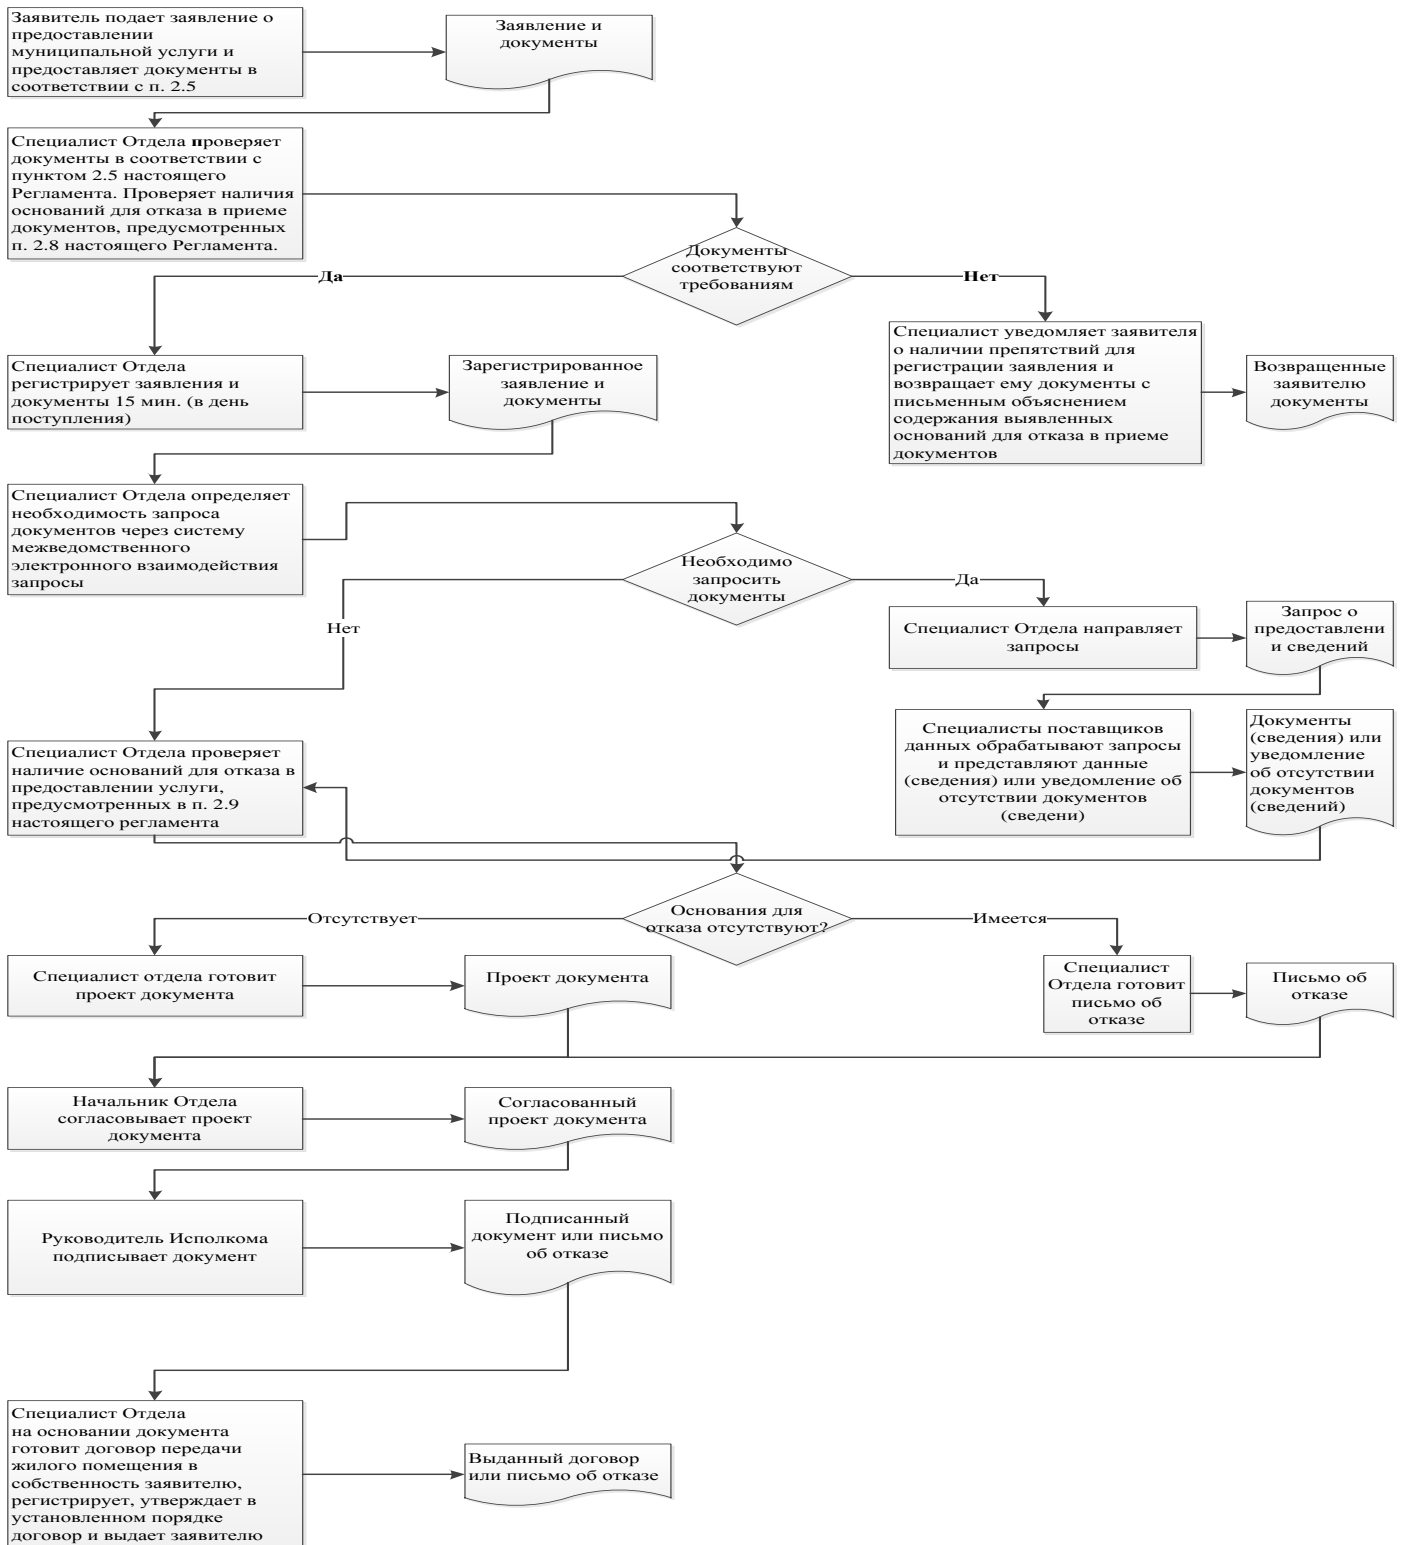 Заявитель подает заявление о
предоставлении
муниципальной услуги и
предоставляет документы в
соответствии с п. 2.5
Заявление и
документы
Специалист Отдела проверяет
документы в соответствии с
пунктом 2.5 настоящего
Регламента. Проверяет наличия
оснований для отказа в приеме
документов, предусмотренных
п. 2.8 настоящего Регламента.
Документы
соответствуют
требованиям
Да
Нет
Специалист Отдела
регистрирует заявления и
документы 15 мин. (в день
поступления)
Зарегистрированное
заявление и
документы
Специалист уведомляет заявителя
о наличии препятствий для
регистрации заявления и
возвращает ему документы с
письменным объяснением
содержания выявленных
оснований для отказа в приеме
документов
Возвращенные
заявителю
документы
Специалист Отдела определяет
необходимость запроса
документов через систему
межведомственного
электронного взаимодействия
запросы
Необходимо
запросить
документы
Да
Нет
Специалист Отдела направляет
запросы
Запрос о
предоставлени
и сведений
Специалисты поставщиков
данных обрабатывают запросы
и представляют данные
(сведения) или уведомление об
отсутствии документов
(сведени)
Документы
(сведения) или
уведомление
об отсутствии
документов
(сведений)
Специалист Отдела проверяет
наличие оснований для отказа в
предоставлении услуги,
предусмотренных в п. 2.9
настоящего регламента
Основания для
отказа отсутствуют?
Отсутствует
Имеется
Специалист отдела готовит
проект документа
Проект документа
Специалист
Отдела готовит
письмо об
отказе
Письмо об
отказе
Начальник Отдела
согласовывает проект
документа
Согласованный
проект документа
Руководитель Исполкома
подписывает документ
Подписанный
документ или письмо
об отказе
Специалист Отдела
на основании документа
готовит договор передачи
жилого помещения в
собственность заявителю,
регистрирует, утверждает в
установленном порядке
договор и выдает заявителю
Выданный договор
или письмо об отказе